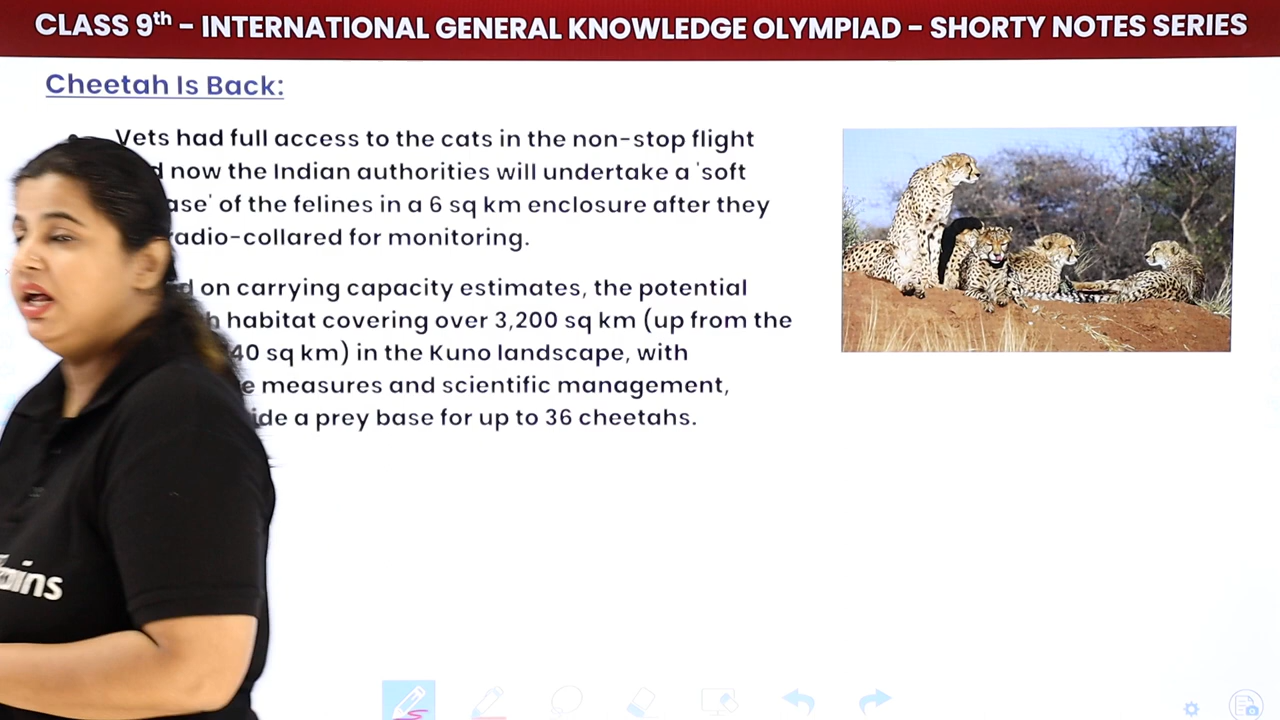 CLASS 9th – INTERNATIONAL GENERAL KNOWLEDGE OLYMPIAD – SHORTY NOTES SERIES
Cheetah Is Back:
Vets had full access to the cats in the non-stop flight
now the Indian authorities will undertake a 'soft
of the felines in a 6 sq km enclosure after they
radio-collared for monitoring.
on carrying capacity estimates, the potential
habitat covering over 3,200 sq km (up from the
40 sq km) in the Kuno landscape, with
measures and scientific management,
a prey base for up to 36 cheetahs.